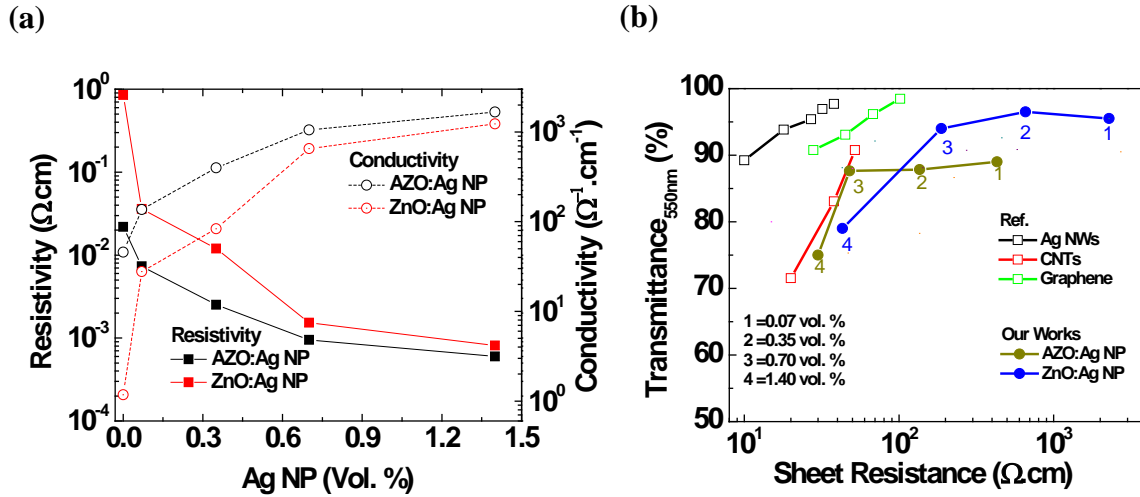 (a)
(b)
Resistivity (Ω.cm)
10⁰
10⁻¹
10⁻²
10⁻³
10⁻⁴
Conductivity
AZO:Ag NP
ZnO:Ag NP
Resistivity
AZO:Ag NP
ZnO:Ag NP
10³
10²
10¹
10⁰
Conductivity (Ω⁻¹.cm⁻¹)
0.0 0.3 0.6 0.9 1.2 1.5
Ag NP (Vol. %)
Transmittance₅₅₀ₙₘ (%)
100
90
80
70
60
50
1
2
3
4
1
2
3
4
Ref.
Ag NWs
CNTs
Graphene
1 =0.07 vol. %
2 =0.35 vol. %
3 =0.70 vol. %
4 =1.40 vol. %
Our Works
AZO:Ag NP
ZnO:Ag NP
10¹ 10² 10³
Sheet Resistance (Ω.cm)